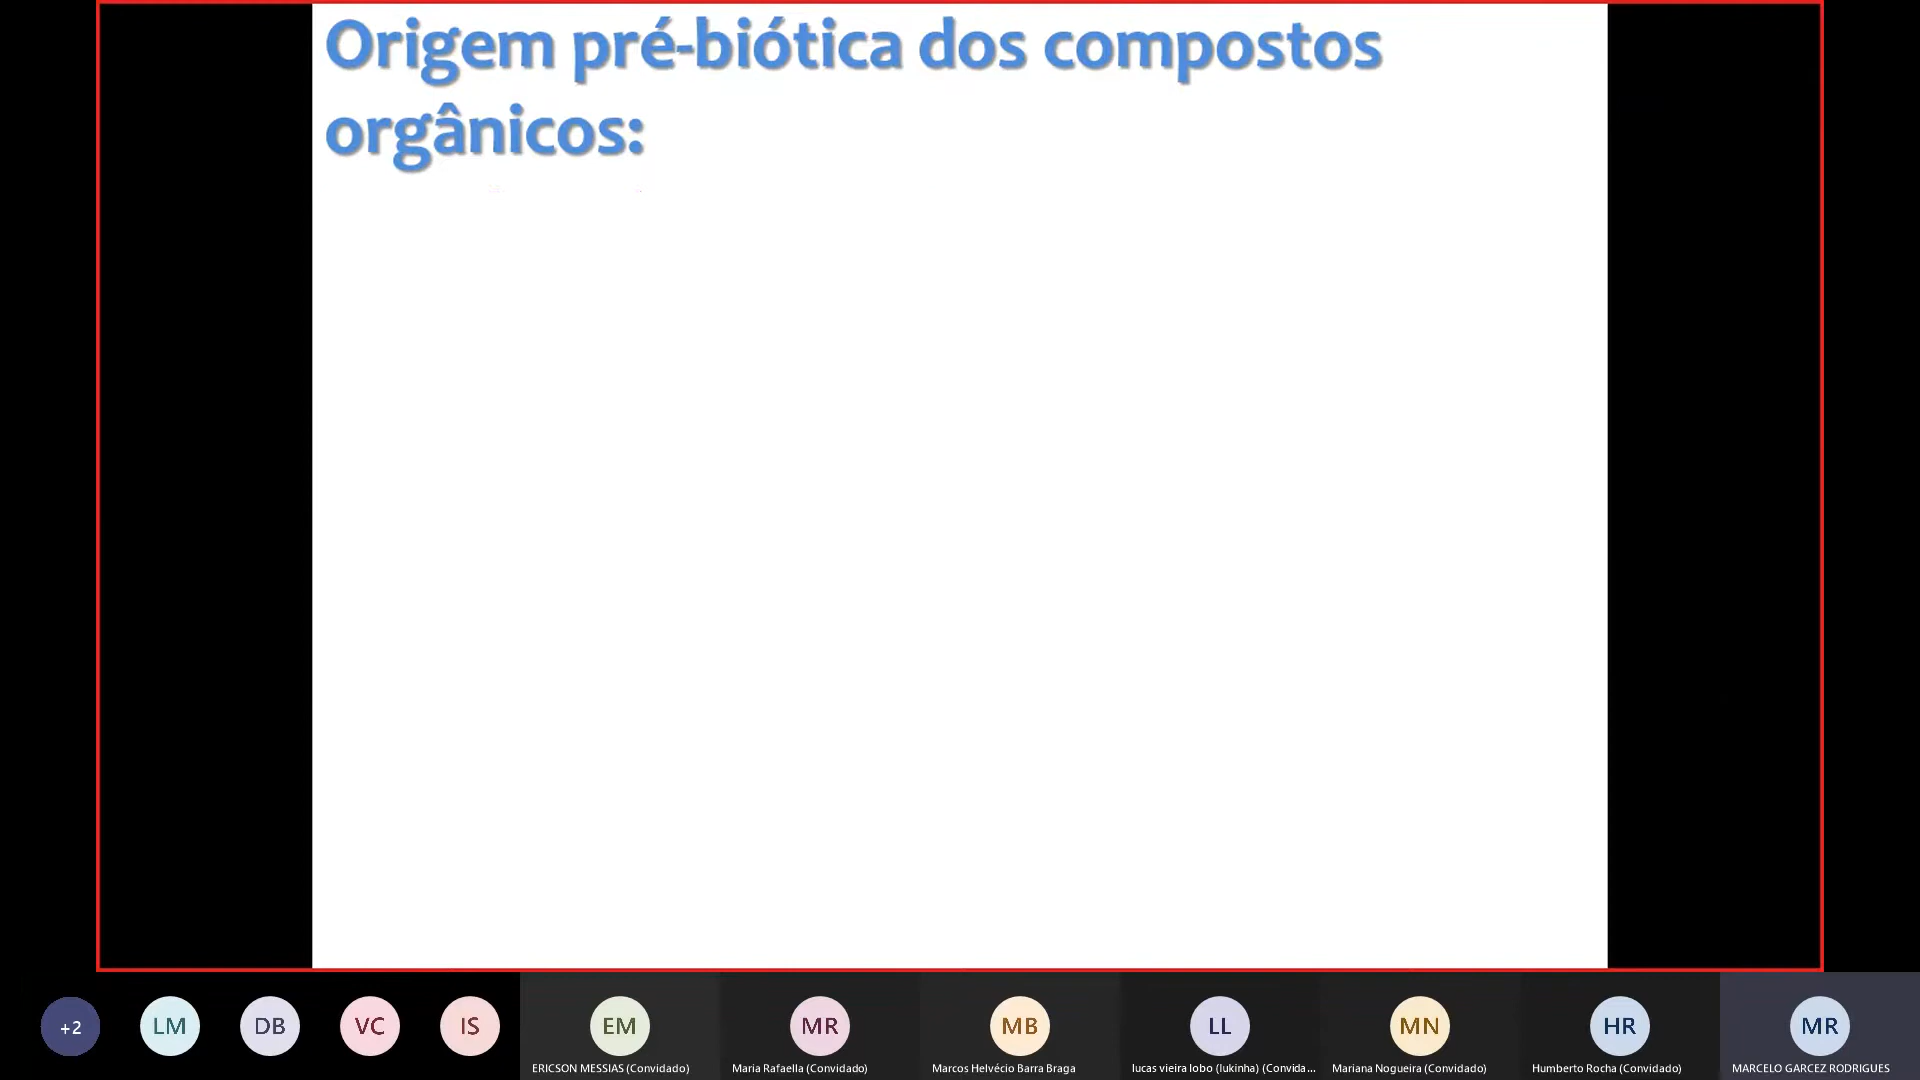 Origem pré-biótica dos compostos
orgânicos:
+2
LM
DB
VC
IS
EM
MR
MB
LL
MN
HR
MR
ERICSON MESSIAS (Convidado)
Maria Rafaella (Convidado)
Marcos Helvécio Barra Braga
lucas vieira lobo (lukinha) (Convida...
Mariana Nogueira (Convidado)
Humberto Rocha (Convidado)
MARCELO GARCEZ RODRIGUES